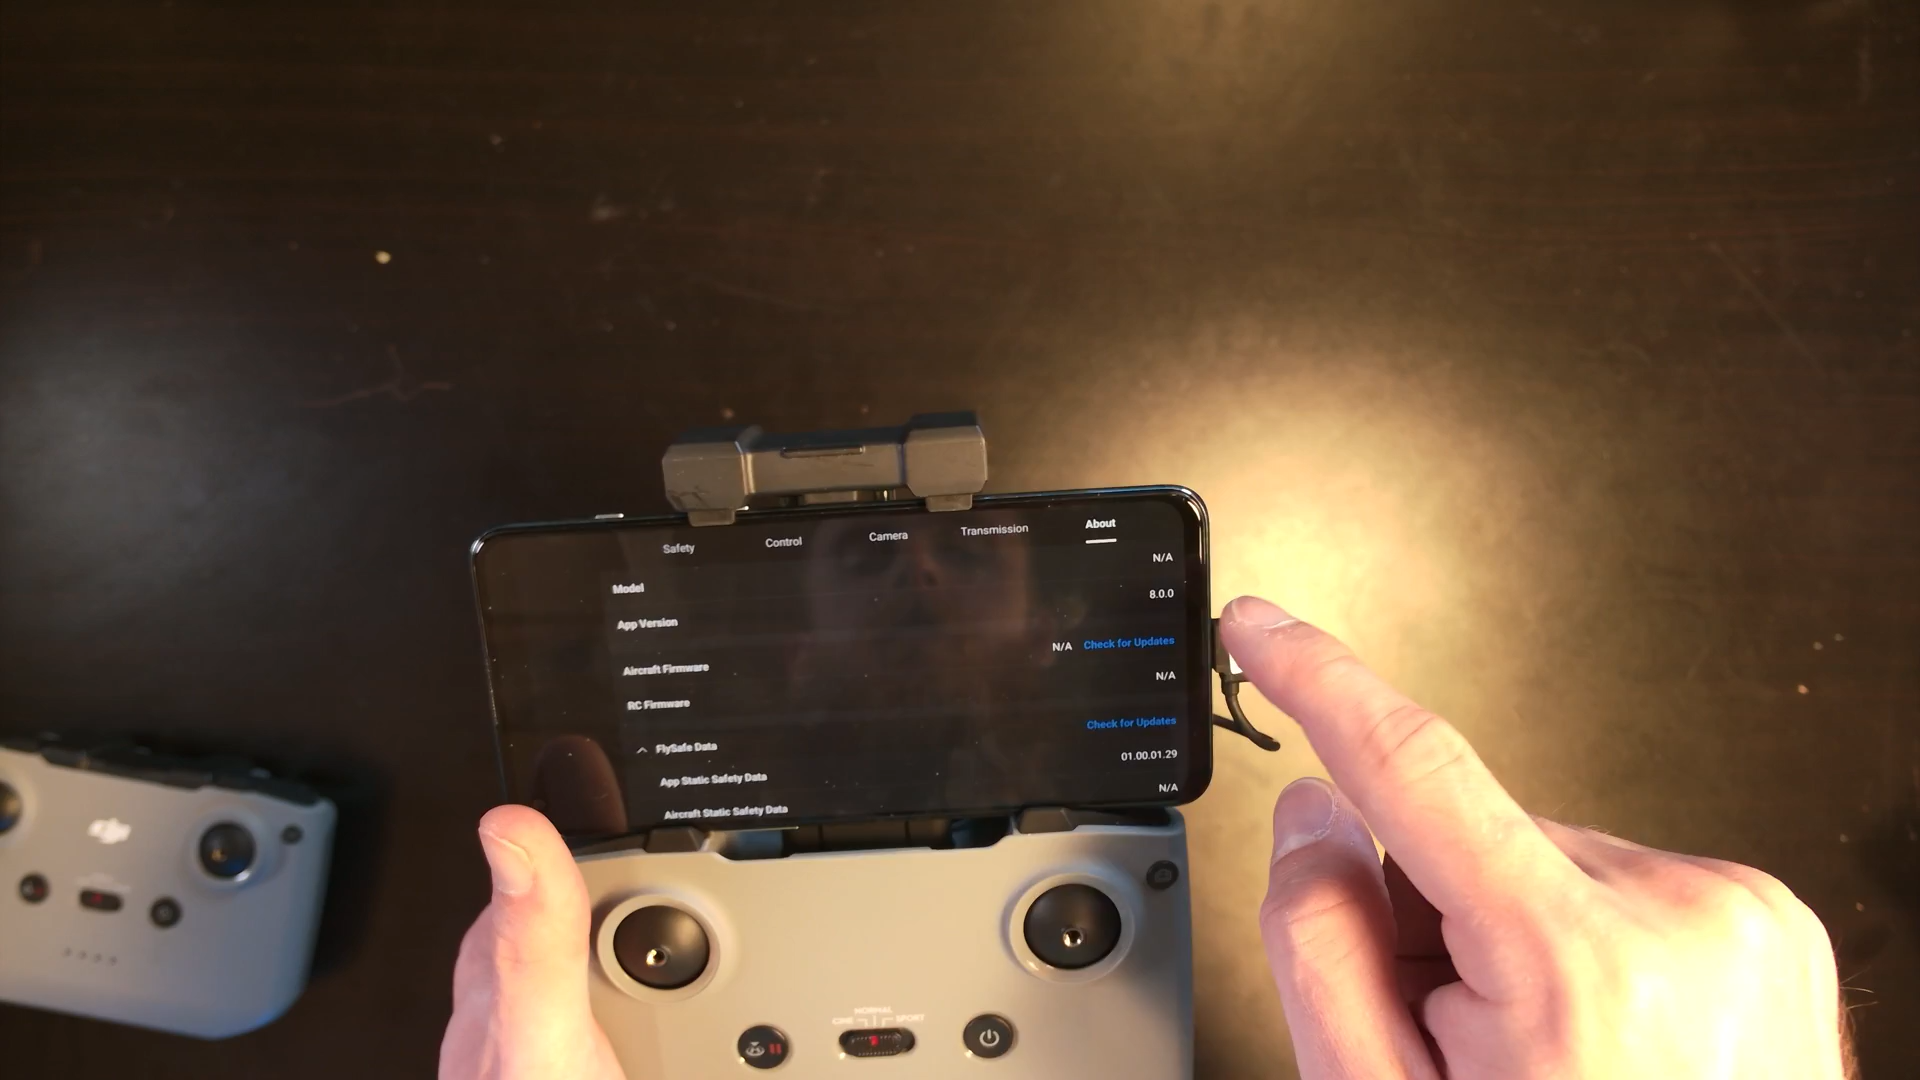 Safety Control Camera Transmission About
Model N/A
App Version 8.0.0
Aircraft Firmware N/A Check for Updates
RC Firmware N/A
FlySafe Data Check for Updates
App Static Safety Data 01.00.01.29
Aircraft Static Safety Data N/A
CINE NORMAL SPORT
dji